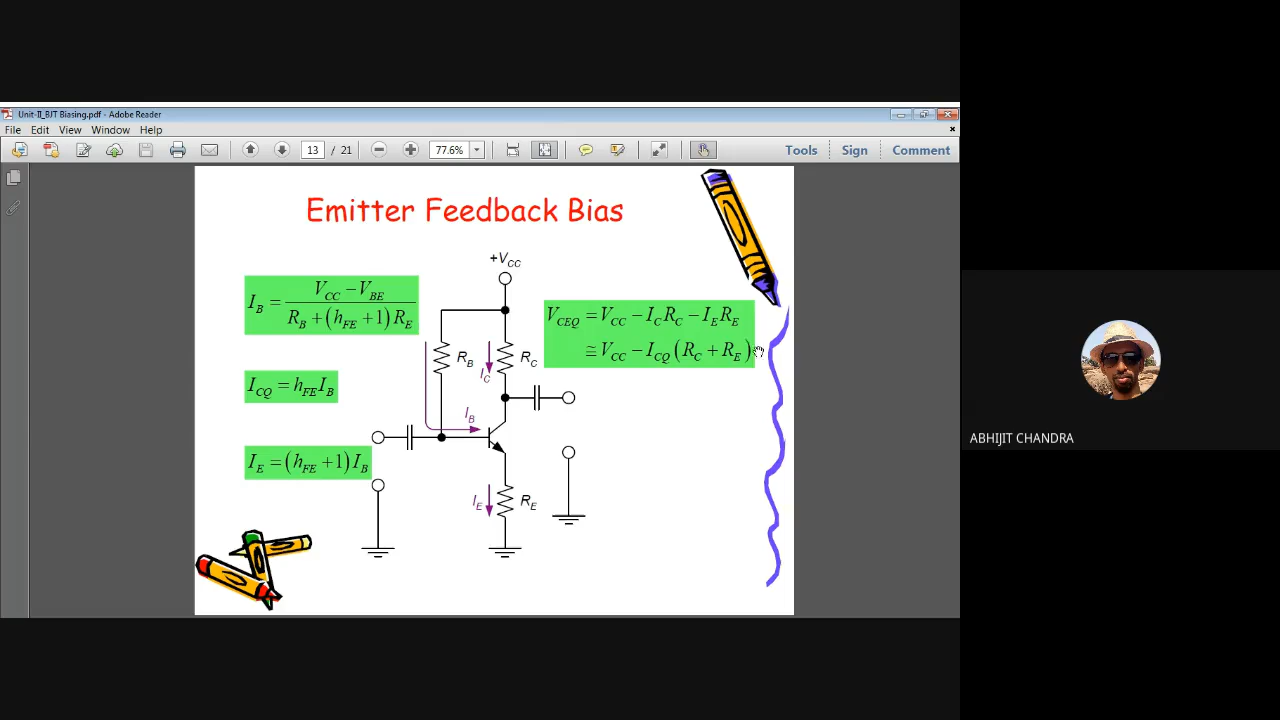 Unit-II_BJT Biasing.pdf - Adobe Reader
File Edit View Window Help
13 / 21 77.6% Tools Sign Comment
Emitter Feedback Bias
+V_CC
I_B = (V_CC − V_BE) / (R_B + (h_FE + 1) R_E)
V_CEQ = V_CC − I_C R_C − I_E R_E
≅ V_CC − I_CQ (R_C + R_E)
R_B
R_C
I_C
I_CQ = h_FE I_B
I_B
I_E = (h_FE + 1) I_B
I_E
R_E
ABHIJIT CHANDRA